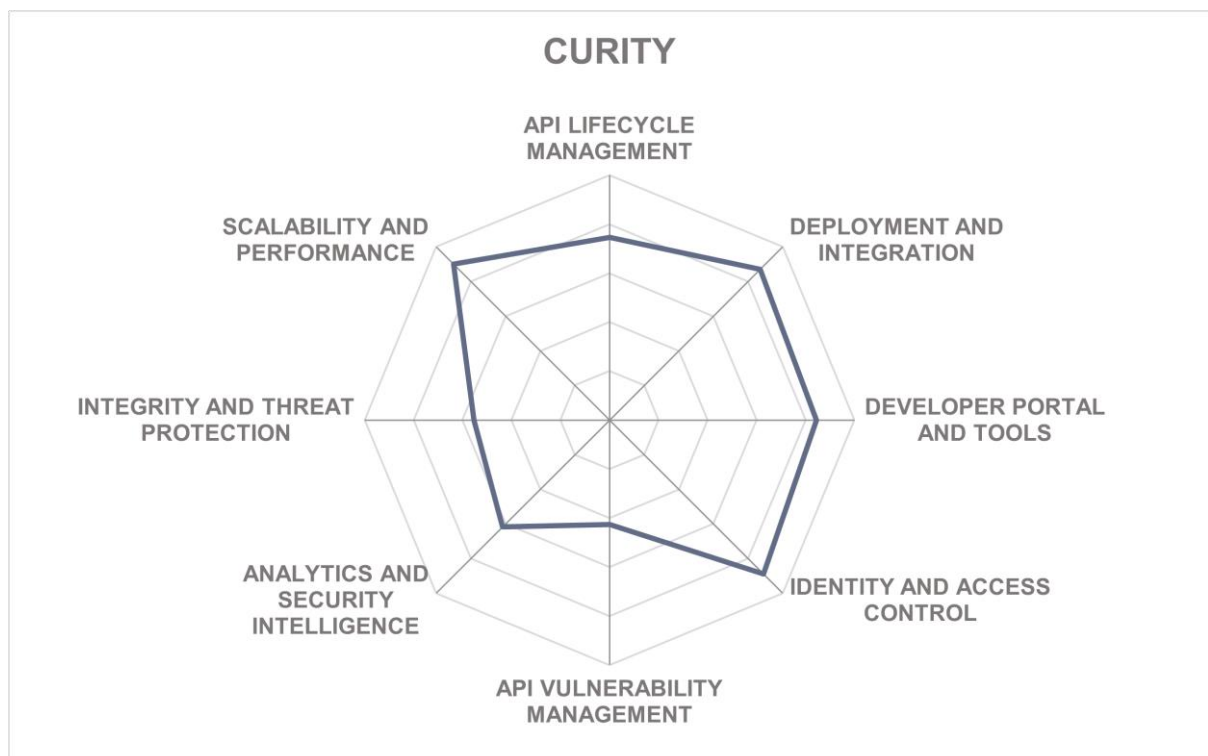 CURITY
API LIFECYCLE
MANAGEMENT
DEPLOYMENT AND
INTEGRATION
DEVELOPER PORTAL
AND TOOLS
IDENTITY AND ACCESS
CONTROL
API VULNERABILITY
MANAGEMENT
ANALYTICS AND
SECURITY
INTELLIGENCE
INTEGRITY AND THREAT
PROTECTION
SCALABILITY AND
PERFORMANCE